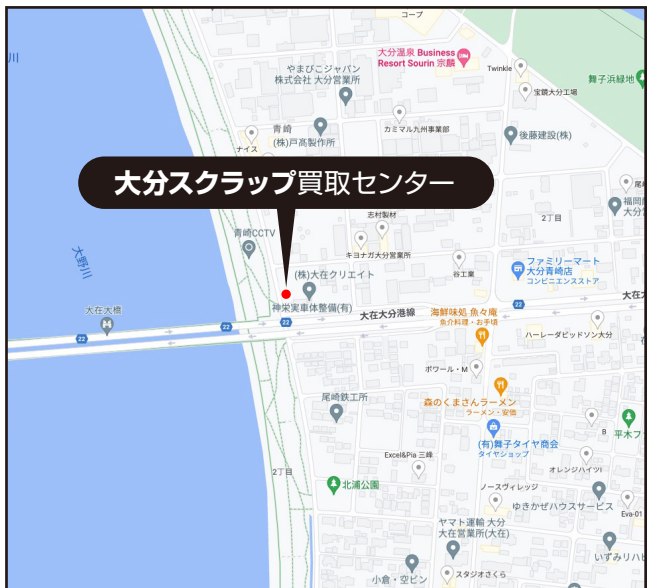 コープ
川
大分温泉 Business
Resort Sourin 宗麟
やまびこジャパン
株式会社 大分営業所
Twinkle
舞子浜緑地
宝鏡大分工場
青崎
(株)戸髙製作所
ナイス
カミマル九州事業部
後藤建設(株)
大分スクラップ買取センター
志村製材
2丁目
福岡
大分
青崎CCTV
キヨナガ大分営業所
大野川
(株)大在クリエイト
谷工業
ファミリーマート
大分青崎店
コンビニエンスストア
神栄実車体整備(有)
22
大在大橋
22
22
22
大在大分港線
大在大
海鮮味処 魚々庵
魚介料理・お手頃
ハーレーダビッドソン大分
ボワール・M
尾崎鉄工所
森のくまさんラーメン
ラーメン・安価
B
平木フ
(有)舞子タイヤ商会
タイヤショップ
Excel&Pia 三峰
オレンジハイツI
2丁目
北浦公園
ノースヴィレッジ
ゆきかぜハウスサービス
Eva-01
ヤマト運輸 大分
大在営業所(大在)
いずみリハビ
スタジオさくら
小倉・空ビン